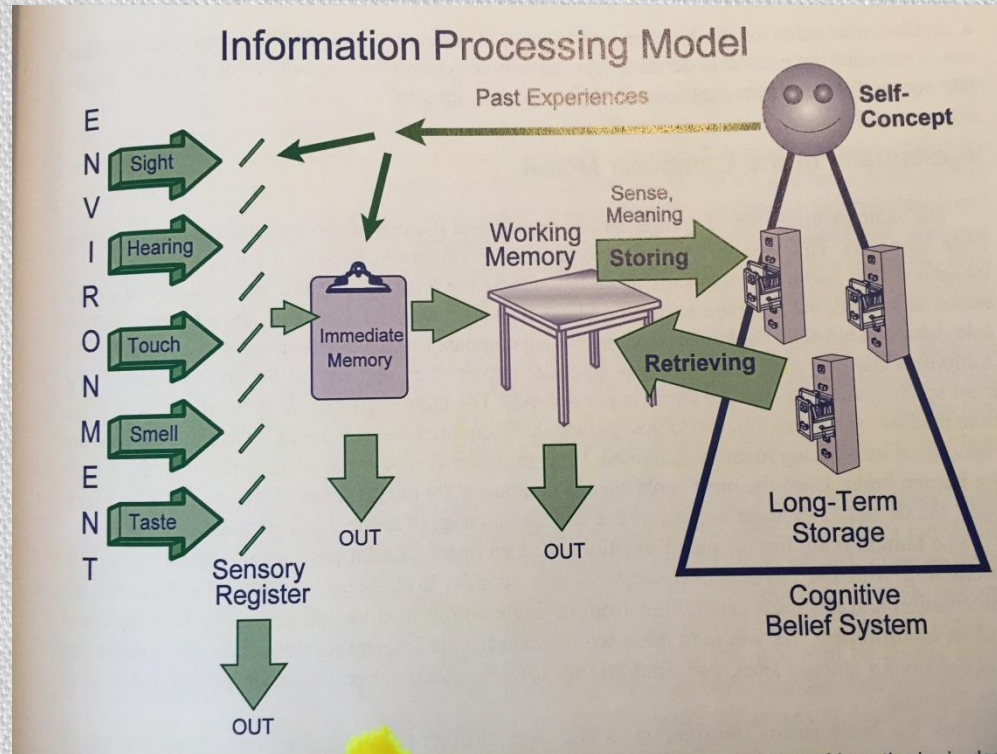 Information Processing Model
Past Experiences
Self-
Concept
ENVIRONMENT
Sight
Hearing
Touch
Smell
Taste
Sensory
Register
OUT
Immediate
Memory
OUT
Working
Memory
OUT
Sense,
Meaning
Storing
Retrieving
Long-Term
Storage
Cognitive
Belief System